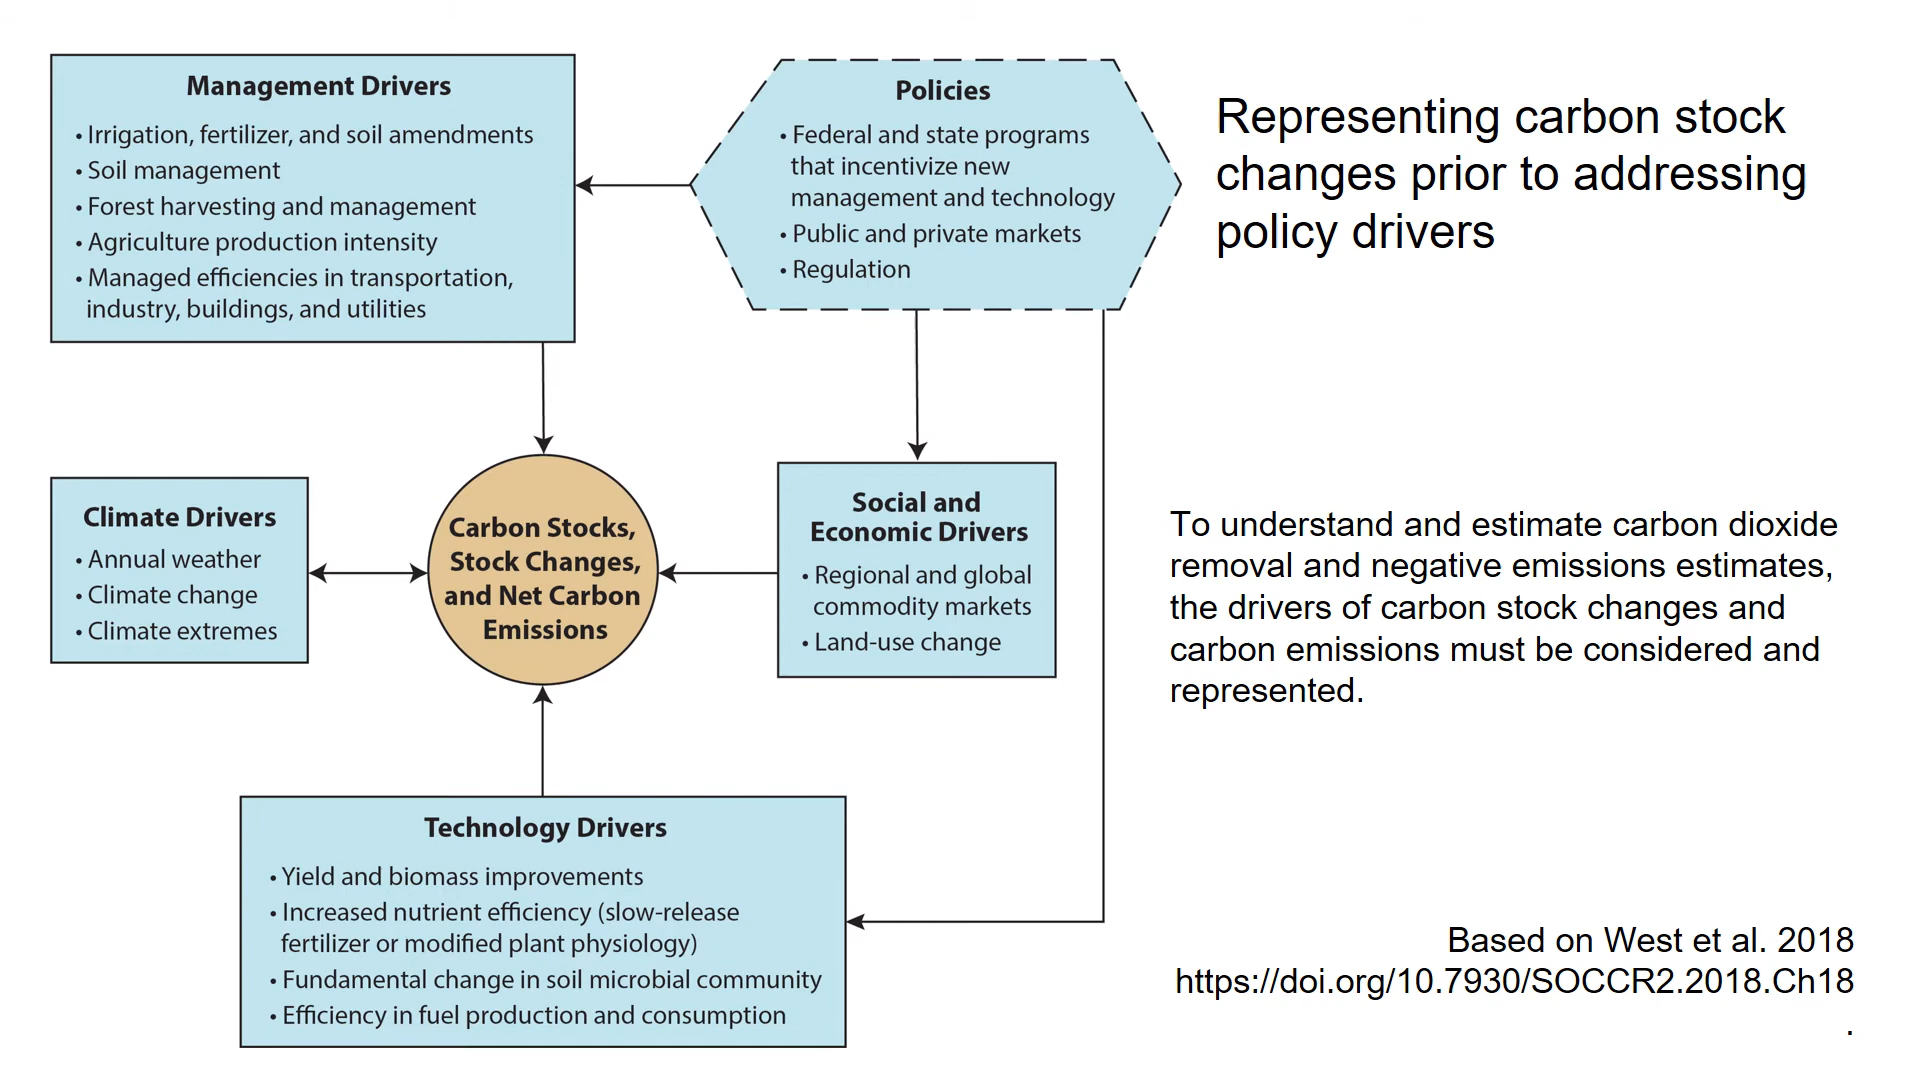 Management Drivers
• Irrigation, fertilizer, and soil amendments
• Soil management
• Forest harvesting and management
• Agriculture production intensity
• Managed efficiencies in transportation,
industry, buildings, and utilities
Policies
• Federal and state programs
that incentivize new
management and technology
• Public and private markets
• Regulation
Representing carbon stock
changes prior to addressing
policy drivers
Climate Drivers
• Annual weather
• Climate change
• Climate extremes
Carbon Stocks,
Stock Changes,
and Net Carbon
Emissions
Social and
Economic Drivers
• Regional and global
commodity markets
• Land-use change
To understand and estimate carbon dioxide
removal and negative emissions estimates,
the drivers of carbon stock changes and
carbon emissions must be considered and
represented.
Technology Drivers
• Yield and biomass improvements
• Increased nutrient efficiency (slow-release
fertilizer or modified plant physiology)
• Fundamental change in soil microbial community
• Efficiency in fuel production and consumption
Based on West et al. 2018
https://doi.org/10.7930/SOCCR2.2018.Ch18
.